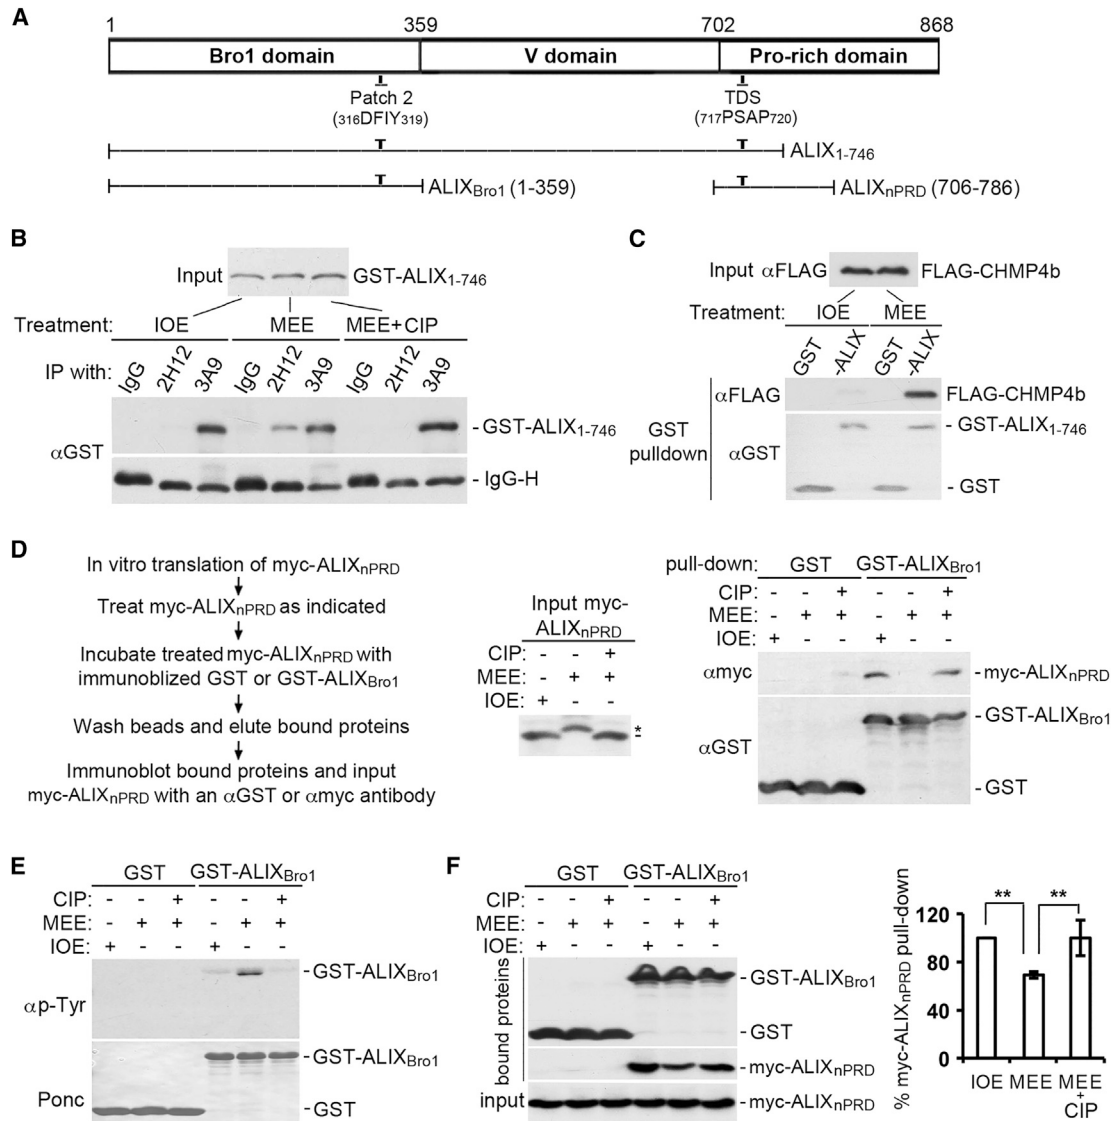 A
1 359 702 868
Bro1 domain V domain Pro-rich domain
Patch 2 TDS
(316DFIY319) (717PSAP720)
ALIX1-746
ALIXBro1 (1-359) ALIXnPRD (706-786)
B
Input GST-ALIX1-746
Treatment: IOE MEE MEE+CIP
IP with: IgG 2H12 3A9 IgG 2H12 3A9 IgG 2H12 3A9
αGST
- GST-ALIX1-746
- IgG-H
C
Input αFLAG FLAG-CHMP4b
Treatment: IOE MEE
GST -ALIX GST -ALIX
GST pulldown
αFLAG FLAG-CHMP4b
αGST - GST-ALIX1-746
- GST
D
In vitro translation of myc-ALIXnPRD
Treat myc-ALIXnPRD as indicated
Incubate treated myc-ALIXnPRD with
immunoblized GST or GST-ALIXBro1
Wash beads and elute bound proteins
Immunoblot bound proteins and input
myc-ALIXnPRD with an αGST or αmyc antibody
Input myc-
ALIXnPRD
CIP: - - +
MEE: - + +
IOE: + - -
*
-
pull-down: GST GST-ALIXBro1
CIP: - - + - - +
MEE: - + + - + +
IOE: + - - + - -
αmyc -myc-ALIXnPRD
αGST -GST-ALIXBro1
- GST
E
GST GST-ALIXBro1
CIP: - - + - - +
MEE: - + + - + +
IOE: + - - + - -
αp-Tyr -GST-ALIXBro1
Ponc -GST-ALIXBro1
-GST
F
GST GST-ALIXBro1
CIP: - - + - - +
MEE: - + + - + +
IOE: + - - + - -
bound proteins
-GST-ALIXBro1
-GST
-myc-ALIXnPRD
input -myc-ALIXnPRD
% myc-ALIXnPRD pull-down
** **
120
80
40
0
IOE MEE MEE
+
CIP